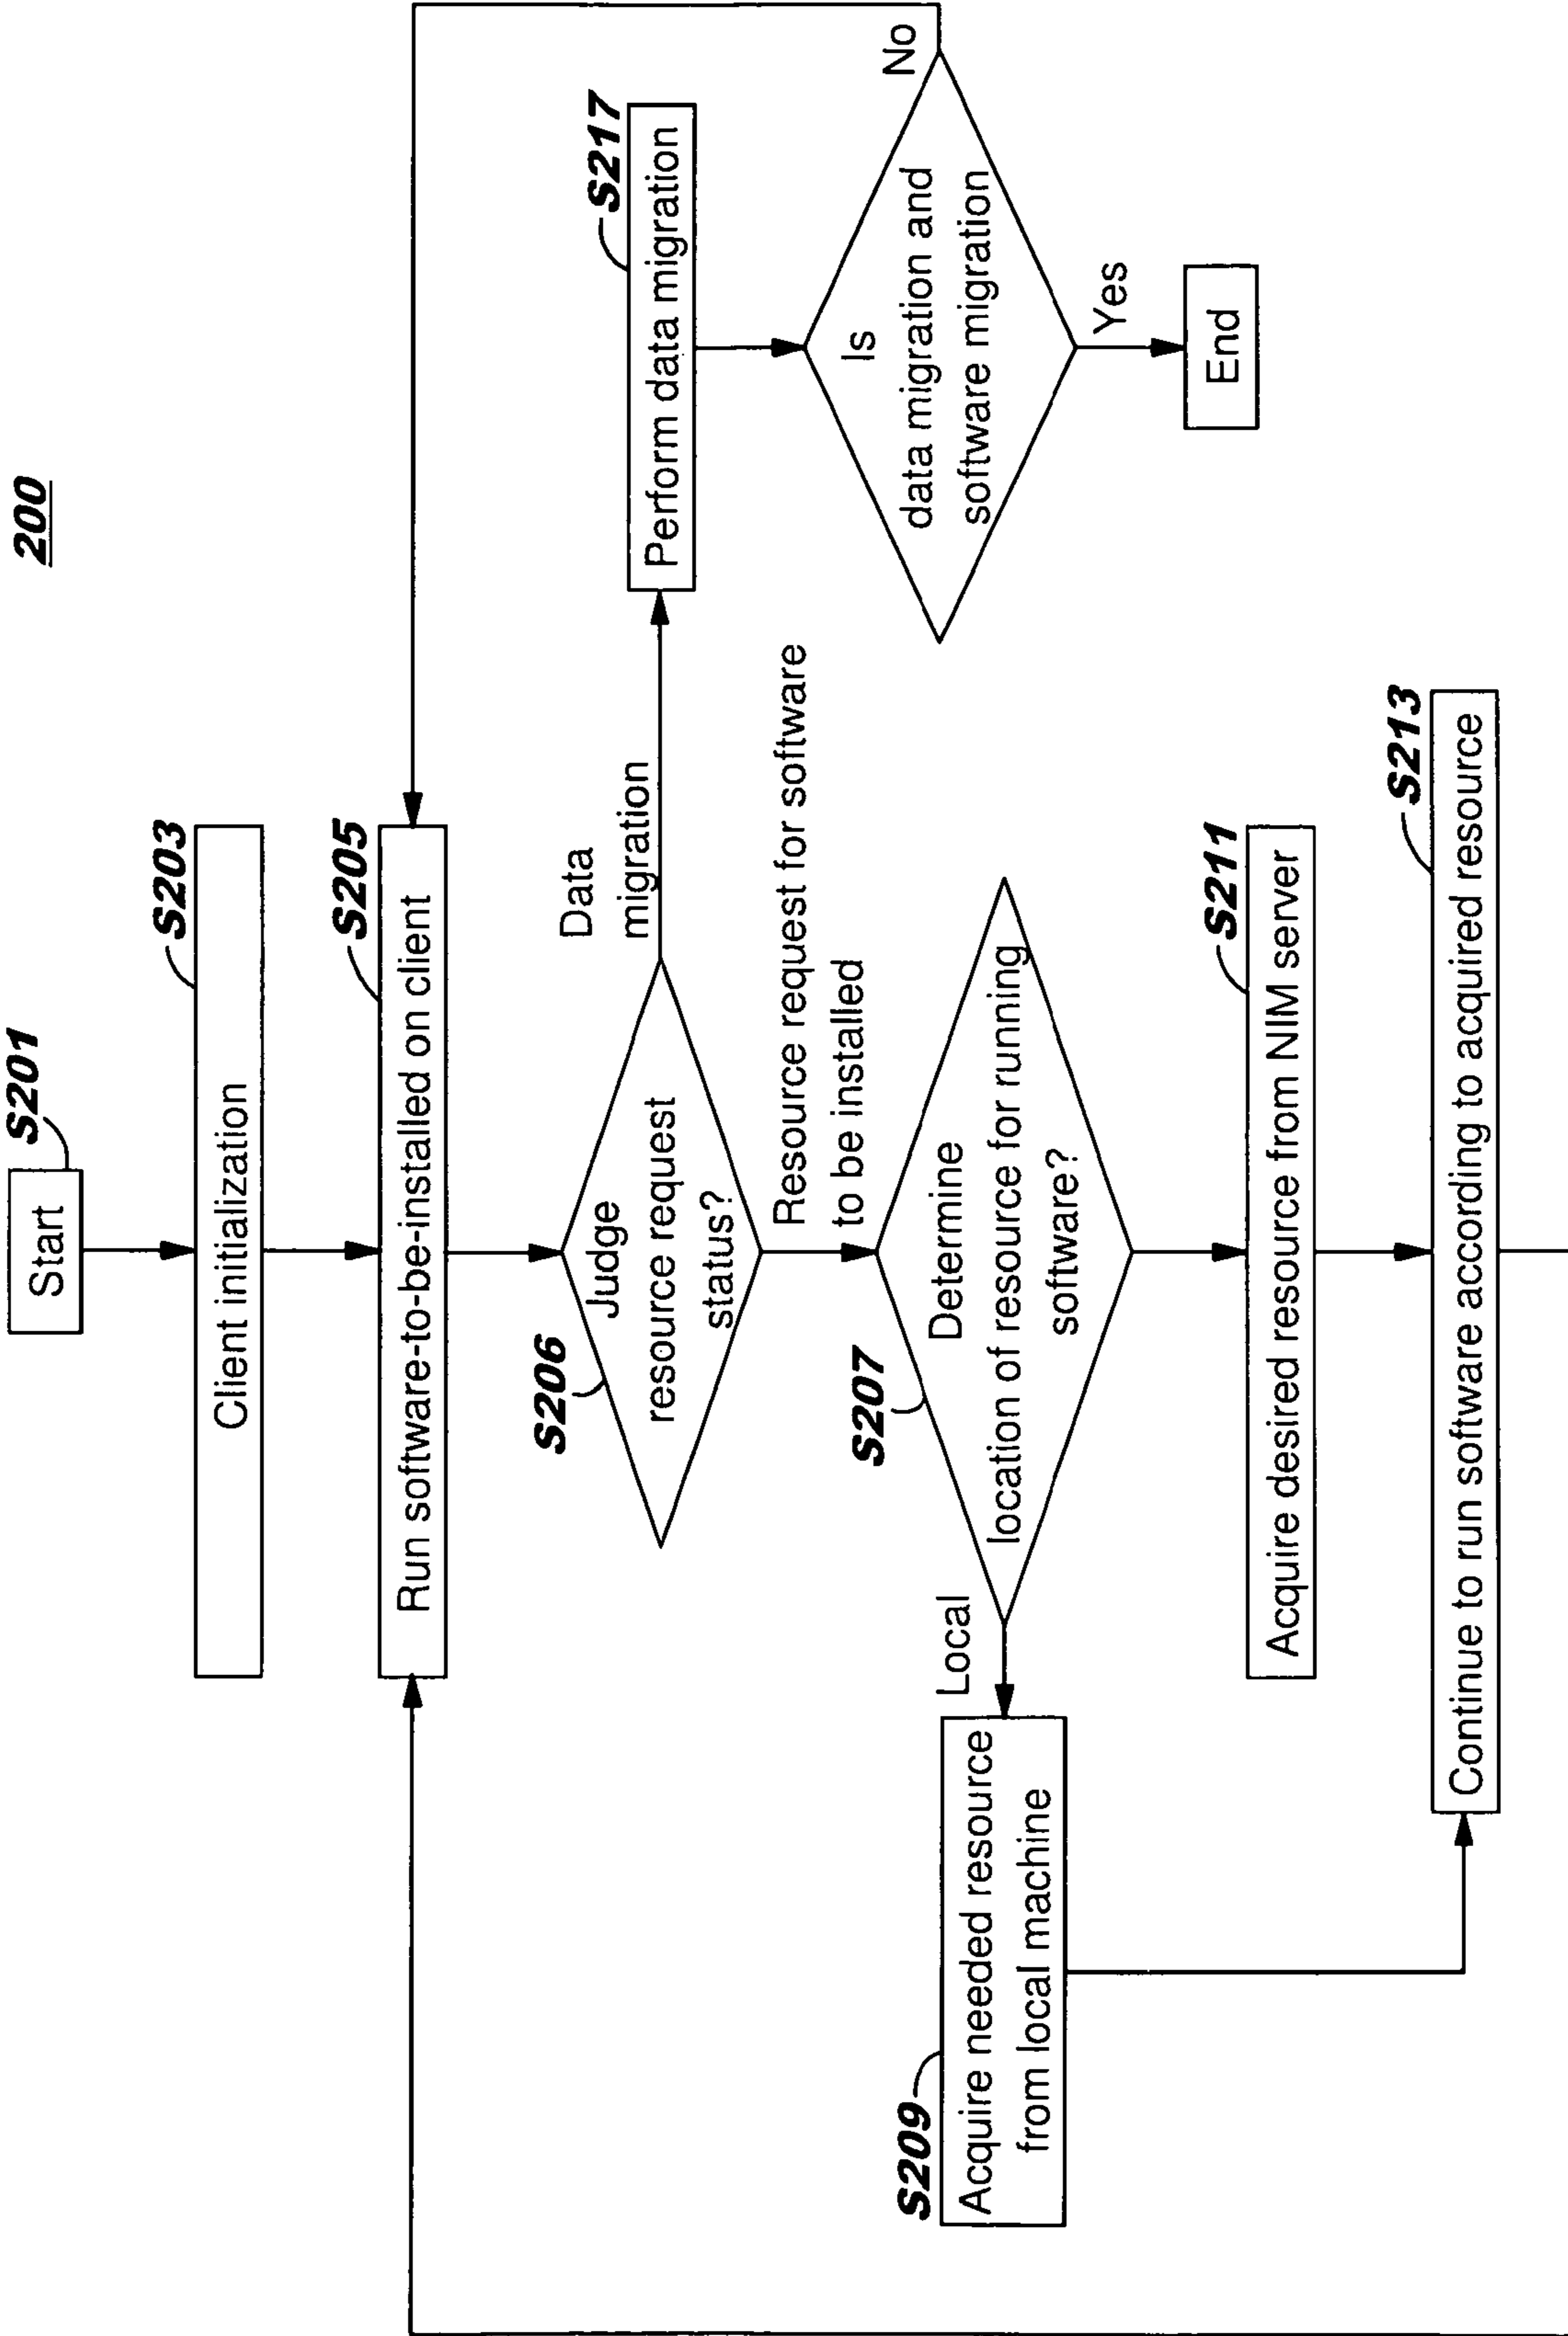 200
Start
S201
Client initialization
S203
Run software-to-be-installed on client
S205
Judge
resource request
status?
S206
Data
migration
Perform data migration
S217
Is
data migration and
software migration
No
Yes
End
Resource request for software
to be installed
Determine
location of resource for running
software?
S207
Local
Acquire needed resource
from local machine
S209
Acquire desired resource from NIM server
S211
Continue to run software according to acquired resource
S213